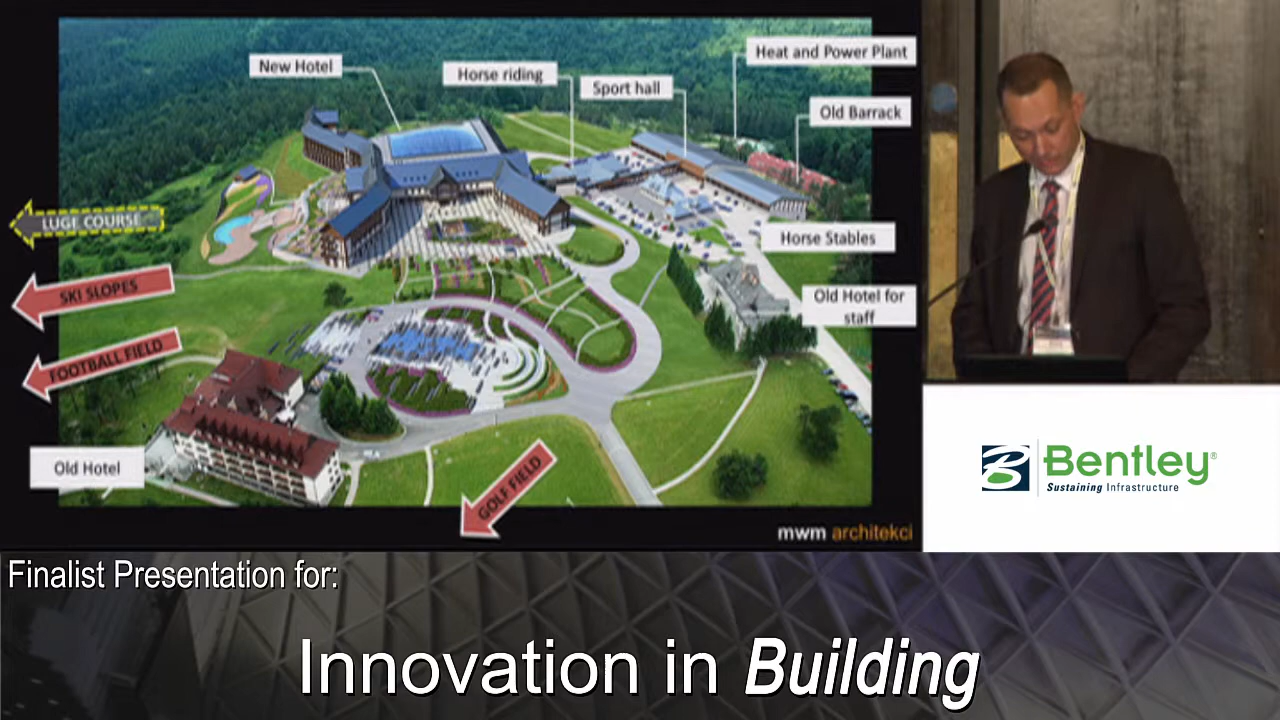 New Hotel
Horse riding
Sport hall
Heat and Power Plant
Old Barrack
LUGE COURSE
SKI SLOPES
FOOTBALL FIELD
Horse Stables
Old Hotel for
staff
Old Hotel
GOLF FIELD
mwm architekci
Bentley®
Sustaining Infrastructure
Finalist Presentation for:
Innovation in Building